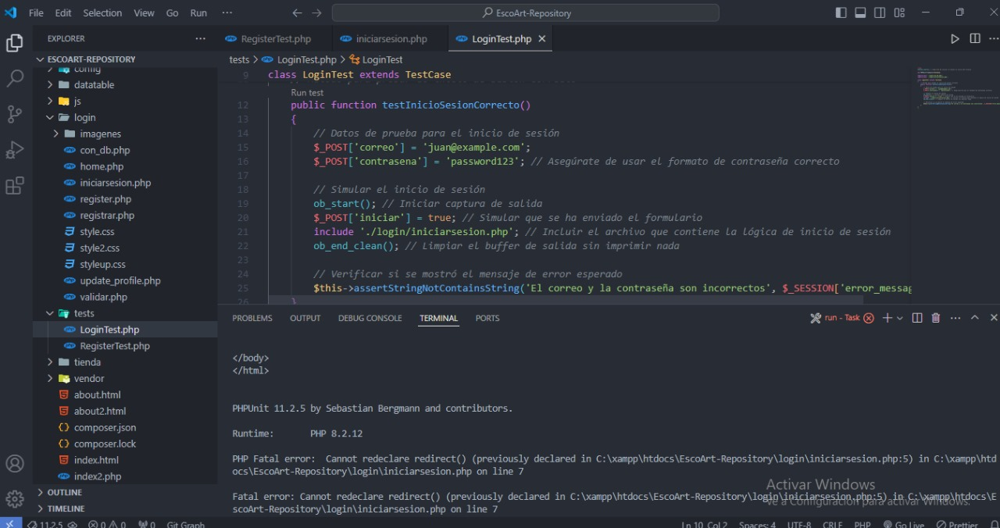 File Edit Selection View Go Run ···
EscoArt-Repository
EXPLORER ···
RegisterTest.php
iniciarsesion.php
LoginTest.php
ESCOART-REPOSITORY
config
datatable
js
login
imagenes
con_db.php
home.php
iniciarsesion.php
register.php
registrar.php
style.css
style2.css
styleup.css
update_profile.php
validar.php
tests
LoginTest.php
RegisterTest.php
tienda
vendor
about.html
about2.html
composer.json
composer.lock
index.html
index2.php
OUTLINE
TIMELINE
tests > LoginTest.php > LoginTest
9 class LoginTest extends TestCase
Run test
12 public function testInicioSesionCorrecto()
13 {
14 // Datos de prueba para el inicio de sesión
15 $_POST['correo'] = 'juan@example.com';
16 $_POST['contrasena'] = 'password123'; // Asegúrate de usar el formato de contraseña correcto
17
18 // Simular el inicio de sesión
19 ob_start(); // Iniciar captura de salida
20 $_POST['iniciar'] = true; // Simular que se ha enviado el formulario
21 include './login/iniciarsesion.php'; // Incluir el archivo que contiene la lógica de inicio de sesión
22 ob_end_clean(); // Limpiar el buffer de salida sin imprimir nada
23
24 // Verificar si se mostró el mensaje de error esperado
25 $this->assertStringNotContainsString('El correo y la contraseña son incorrectos', $_SESSION['error_messag
26 }
PROBLEMS OUTPUT DEBUG CONSOLE TERMINAL PORTS
run - Task
</body>
</html>
PHPUnit 11.2.5 by Sebastian Bergmann and contributors.
Runtime: PHP 8.2.12
PHP Fatal error:  Cannot redeclare redirect() (previously declared in C:\xampp\htdocs\EscoArt-Repository\login\iniciarsesion.php:5) in C:\xampp\htd
ocs\EscoArt-Repository\login\iniciarsesion.php on line 7
Fatal error: Cannot redeclare redirect() (previously declared in C:\xampp\htdocs\EscoArt-Repository\login\iniciarsesion.php:5) in C:\xampp\htdocs\E
scoArt-Repository\login\iniciarsesion.php on line 7
Activar Windows
Ve a Configuración para activar Windows.
11.2.5 0 0 0 Git Graph
Ln 10, Col 2 Spaces: 4 UTF-8 CRLF PHP Go Live Prettier